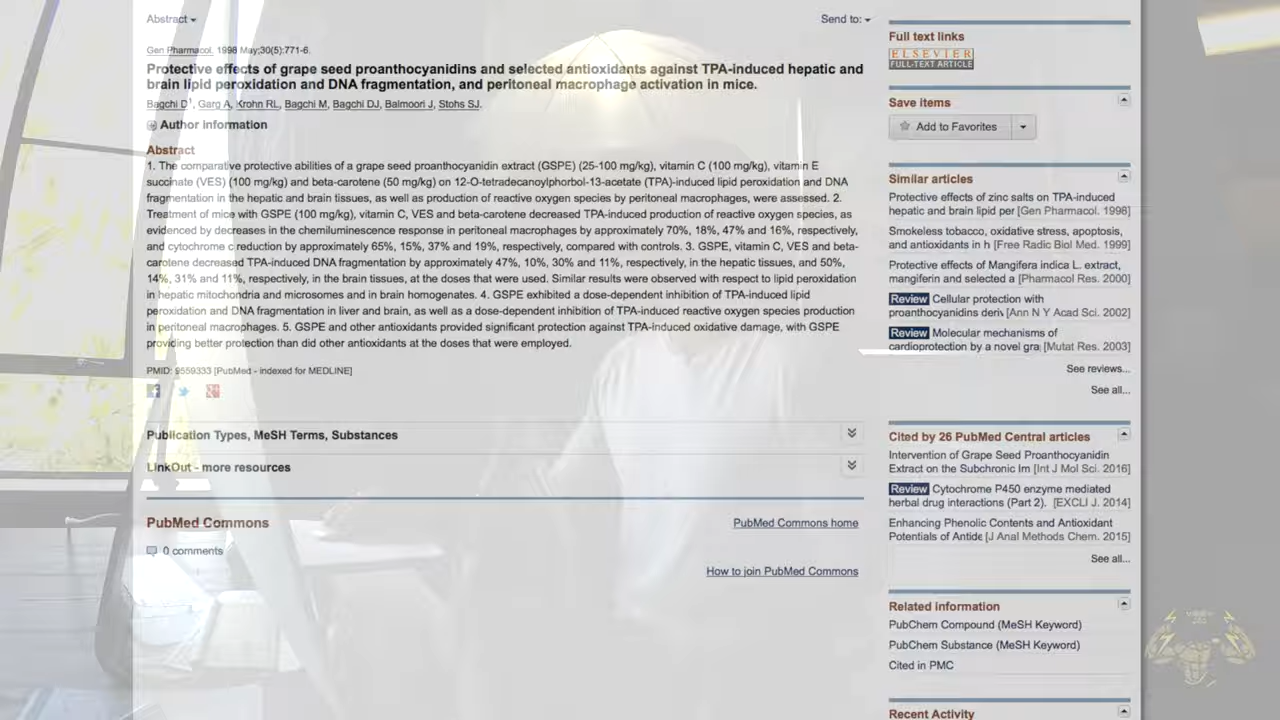 Abstract
Send to:
Gen Pharmacol. 1998 May;30(5):771-6.
Protective effects of grape seed proanthocyanidins and selected antioxidants against TPA-induced hepatic and
brain lipid peroxidation and DNA fragmentation, and peritoneal macrophage activation in mice.
Bagchi D1, Garg A, Krohn RL, Bagchi M, Bagchi DJ, Balmoori J, Stohs SJ.
Author information
Abstract
1. The comparative protective abilities of a grape seed proanthocyanidin extract (GSPE) (25-100 mg/kg), vitamin C (100 mg/kg), vitamin E
succinate (VES) (100 mg/kg) and beta-carotene (50 mg/kg) on 12-O-tetradecanoylphorbol-13-acetate (TPA)-induced lipid peroxidation and DNA
fragmentation in the hepatic and brain tissues, as well as production of reactive oxygen species by peritoneal macrophages, were assessed. 2.
Treatment of mice with GSPE (100 mg/kg), vitamin C, VES and beta-carotene decreased TPA-induced production of reactive oxygen species, as
evidenced by decreases in the chemiluminescence response in peritoneal macrophages by approximately 70%, 18%, 47% and 16%, respectively,
and cytochrome c reduction by approximately 65%, 15%, 37% and 19%, respectively, compared with controls. 3. GSPE, vitamin C, VES and beta-
carotene decreased TPA-induced DNA fragmentation by approximately 47%, 10%, 30% and 11%, respectively, in the hepatic tissues, and 50%,
14%, 31% and 11%, respectively, in the brain tissues, at the doses that were used. Similar results were observed with respect to lipid peroxidation
in hepatic mitochondria and microsomes and in brain homogenates. 4. GSPE exhibited a dose-dependent inhibition of TPA-induced lipid
peroxidation and DNA fragmentation in liver and brain, as well as a dose-dependent inhibition of TPA-induced reactive oxygen species production
in peritoneal macrophages. 5. GSPE and other antioxidants provided significant protection against TPA-induced oxidative damage, with GSPE
providing better protection than did other antioxidants at the doses that were employed.
PMID: 9559333 [PubMed - indexed for MEDLINE]
Publication Types, MeSH Terms, Substances
LinkOut - more resources
PubMed Commons
PubMed Commons home
0 comments
How to join PubMed Commons
Full text links
ELSEVIER
FULL-TEXT ARTICLE
Save items
Add to Favorites
Similar articles
Protective effects of zinc salts on TPA-induced
hepatic and brain lipid per [Gen Pharmacol. 1998]
Smokeless tobacco, oxidative stress, apoptosis,
and antioxidants in h [Free Radic Biol Med. 1999]
Protective effects of Mangifera indica L. extract,
mangiferin and selected a [Pharmacol Res. 2000]
Review Cellular protection with
proanthocyanidins deriv [Ann N Y Acad Sci. 2002]
Review Molecular mechanisms of
cardioprotection by a novel gra [Mutat Res. 2003]
See reviews...
See all...
Cited by 26 PubMed Central articles
Intervention of Grape Seed Proanthocyanidin
Extract on the Subchronic Im [Int J Mol Sci. 2016]
Review Cytochrome P450 enzyme mediated
herbal drug interactions (Part 2). [EXCLI J. 2014]
Enhancing Phenolic Contents and Antioxidant
Potentials of Antide [J Anal Methods Chem. 2015]
See all...
Related information
PubChem Compound (MeSH Keyword)
PubChem Substance (MeSH Keyword)
Cited in PMC
Recent Activity